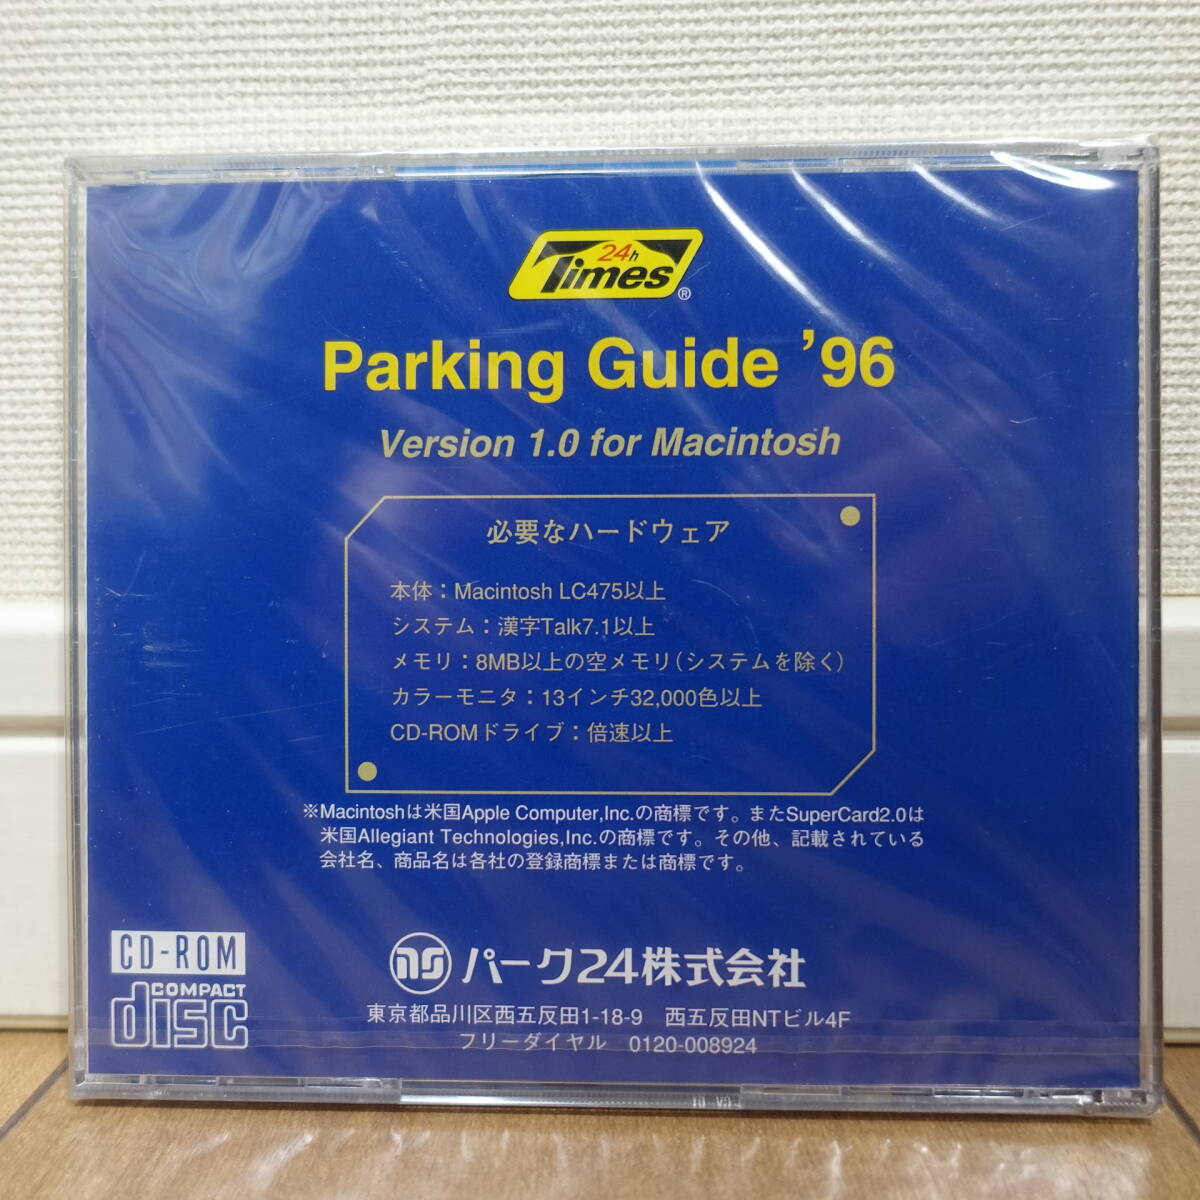 24h
Times®
Parking Guide ’96
Version 1.0 for Macintosh
必要なハードウェア
本体：Macintosh LC475以上
システム：漢字Talk7.1以上
メモリ：8MB以上の空メモリ（システムを除く）
カラーモニタ：13インチ32,000色以上
CD-ROMドライブ：倍速以上
※Macintoshは米国Apple Computer,Inc.の商標です。またSuperCard2.0は
米国Allegiant Technologies,Inc.の商標です。その他、記載されている
会社名、商品名は各社の登録商標または商標です。
CD-ROM
COMPACT
disc
パーク24株式会社
東京都品川区西五反田1-18-9　西五反田NTビル4F
フリーダイヤル　0120-008924